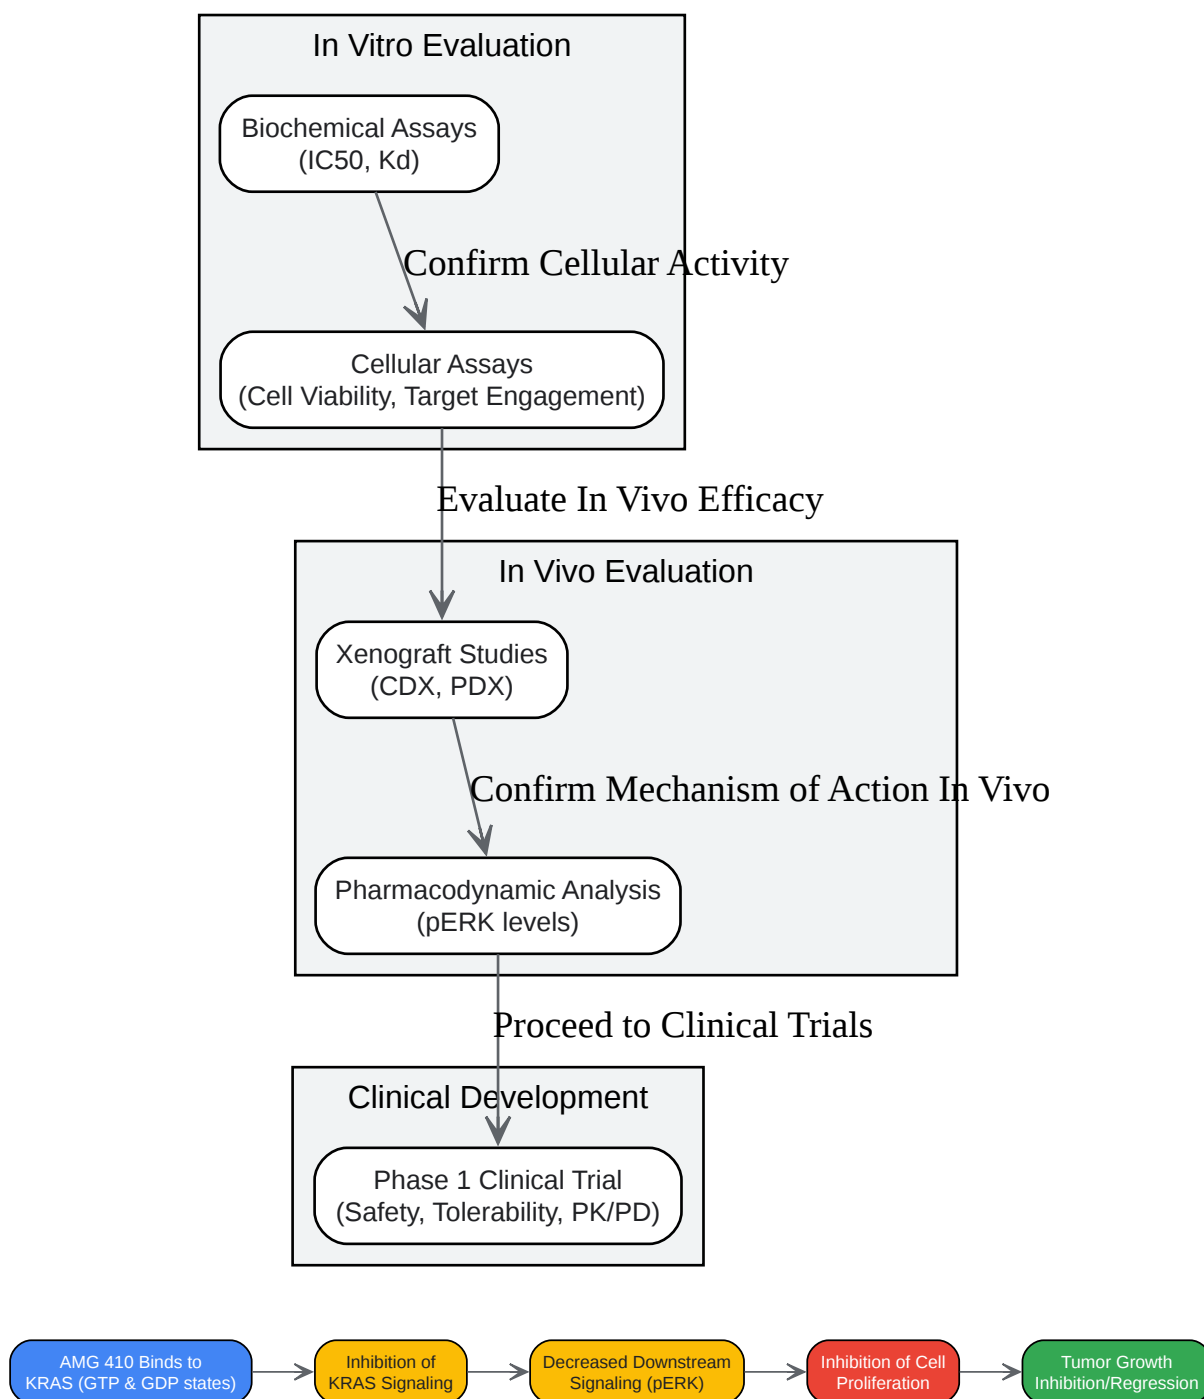 In Vitro Evaluation
Biochemical Assays
(IC50, Kd)
Confirm Cellular Activity
Cellular Assays
(Cell Viability, Target Engagement)
Evaluate In Vivo Efficacy
In Vivo Evaluation
Xenograft Studies
(CDX, PDX)
Confirm Mechanism of Action In Vivo
Pharmacodynamic Analysis
(pERK levels)
Proceed to Clinical Trials
Clinical Development
Phase 1 Clinical Trial
(Safety, Tolerability, PK/PD)
AMG 410 Binds to
KRAS (GTP & GDP states)
Inhibition of
KRAS Signaling
Decreased Downstream
Signaling (pERK)
Inhibition of Cell
Proliferation
Tumor Growth
Inhibition/Regression